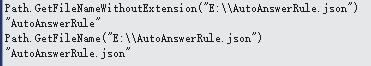 Path.GetFileNameWithoutExtension("E:\\AutoAnswerRule.json")
"AutoAnswerRule"
Path.GetFileName("E:\\AutoAnswerRule.json")
"AutoAnswerRule.json"